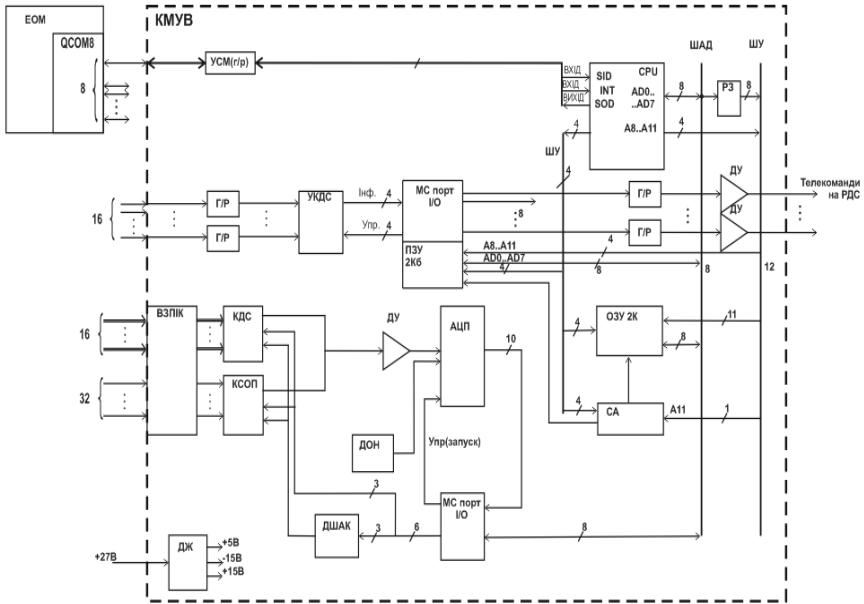 КМУВ
ЕОМ
QCOM8
8
УСМ(г/р)
ВХІД
ВХІД
ВИХІД
SID
INT
SOD
CPU
AD0..
..AD7
A8..A11
ШАД
ШУ
8
РЗ
8
4
4
ШУ
4
ДУ
Телекоманди
на РДС
16
Г/Р
Г/Р
УКДС
Інф.
4
Упр.
4
МС порт
I/O
ПЗУ
2Кб
8
Г/Р
Г/Р
ДУ
A8..A11
4
AD0..AD7
4
8
8
12
16
32
ВЗПІК
КДС
КСОП
ДУ
АЦП
10
4
ОЗУ 2К
11
8
4
СА
A11
1
ДОН
Упр(запуск)
3
ДШАК
3
6
МС порт
I/O
8
+27В
ДЖ
+5В
-15В
+15В